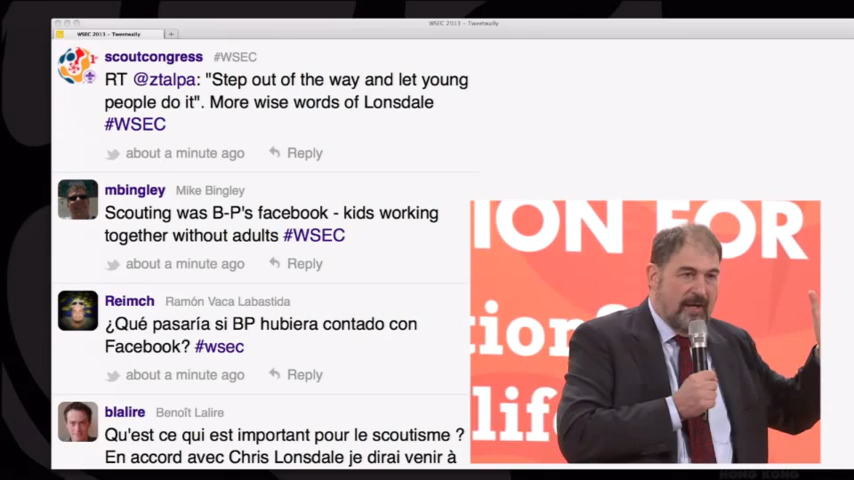 WSEC 2013 - Tweetwally
WSEC 2013 - Tweetwally
scoutcongress #WSEC
RT @ztalpa: "Step out of the way and let young
people do it". More wise words of Lonsdale
#WSEC
about a minute ago Reply
mbingley Mike Bingley
Scouting was B-P's facebook - kids working
together without adults #WSEC
about a minute ago Reply
Reimch Ramón Vaca Labastida
¿Qué pasaría si BP hubiera contado con
Facebook? #wsec
about a minute ago Reply
blalire Benoît Lalire
Qu'est ce qui est important pour le scoutisme ?
En accord avec Chris Lonsdale je dirai venir à
ION FOR
tion
life
HONG KONG